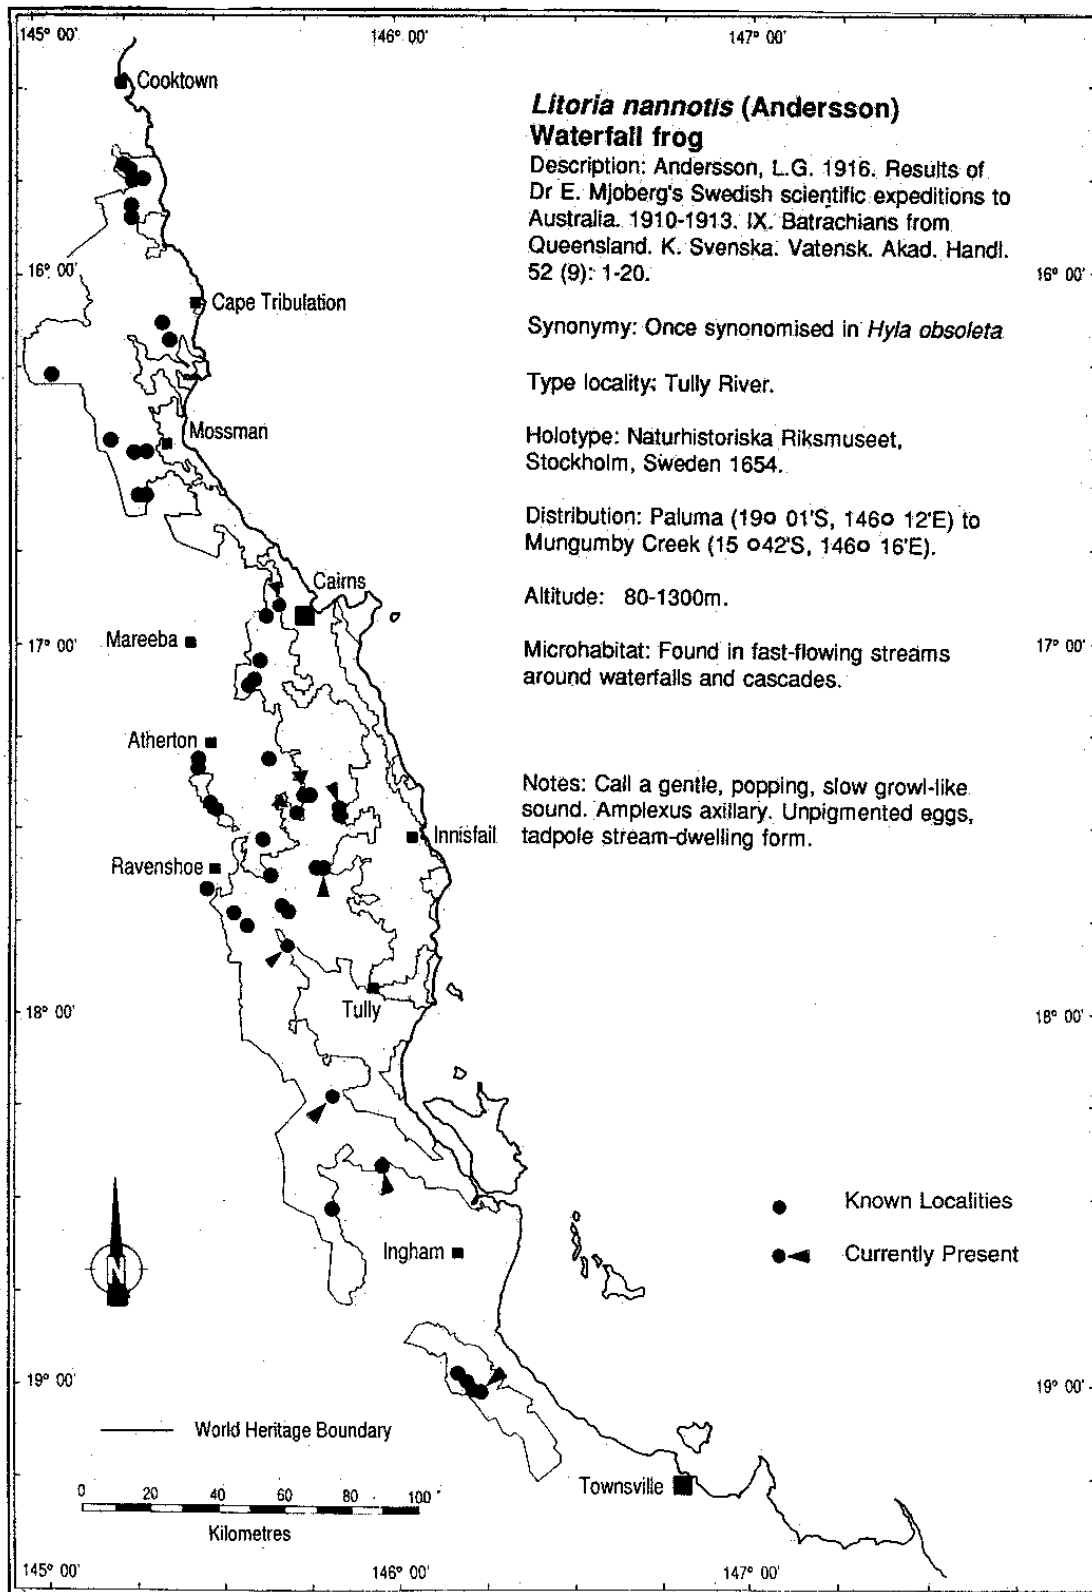 145° 00'
146° 00'
147° 00'
Cooktown
Litoria nannotis (Andersson)
Waterfall frog
Description: Andersson, L.G. 1916. Results of
Dr E. Mjoberg's Swedish scientific expeditions to
Australia. 1910-1913. IX. Batrachians from
Queensland. K. Svenska. Vatensk. Akad. Handl.
52 (9): 1-20.
16° 00'
16° 00'
Cape Tribulation
Synonymy: Once synonomised in Hyla obsoleta
Type locality: Tully River.
Mossman
Holotype: Naturhistoriska Riksmuseet,
Stockholm, Sweden 1654.
Distribution: Paluma (19o 01'S, 146o 12'E) to
Mungumby Creek (15 o42'S, 146o 16'E).
Cairns
Altitude: 80-1300m.
Mareeba
17° 00'
17° 00'
Microhabitat: Found in fast-flowing streams
around waterfalls and cascades.
Atherton
Notes: Call a gentle, popping, slow growl-like
sound. Amplexus axillary. Unpigmented eggs,
tadpole stream-dwelling form.
Innisfail
Ravenshoe
Tully
18° 00'
18° 00'
Known Localities
Ingham
Currently Present
N
19° 00'
19° 00'
World Heritage Boundary
Townsville
0 20 40 60 80 100
Kilometres
145° 00'
146° 00'
147° 00'